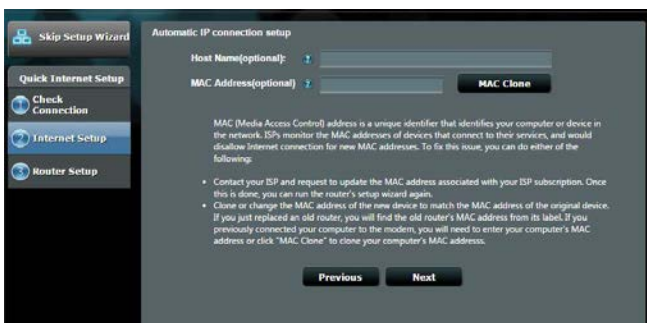 Skip Setup Wizard
Quick Internet Setup
1 Check
Connection
2 Internet Setup
3 Router Setup
Automatic IP connection setup
Host Name(optional): ?
MAC Address(optional) ? MAC Clone
MAC (Media Access Control) address is a unique identifier that identifies your computer or device in
the network. ISPs monitor the MAC addresses of devices that connect to their services, and would
disallow Internet connection for new MAC addresses. To fix this issue, you can do either of the
following:
• Contact your ISP and request to update the MAC address associated with your ISP subscription. Once
this is done, you can run the router's setup wizard again.
• Clone or change the MAC address of the new device to match the MAC address of the original device.
If you just replaced an old router, you will find the old router's MAC address from its label. If you
previously connected your computer to the modem, you will need to enter your computer's MAC
address or click "MAC Clone" to clone your computer's MAC addresss.
Previous Next